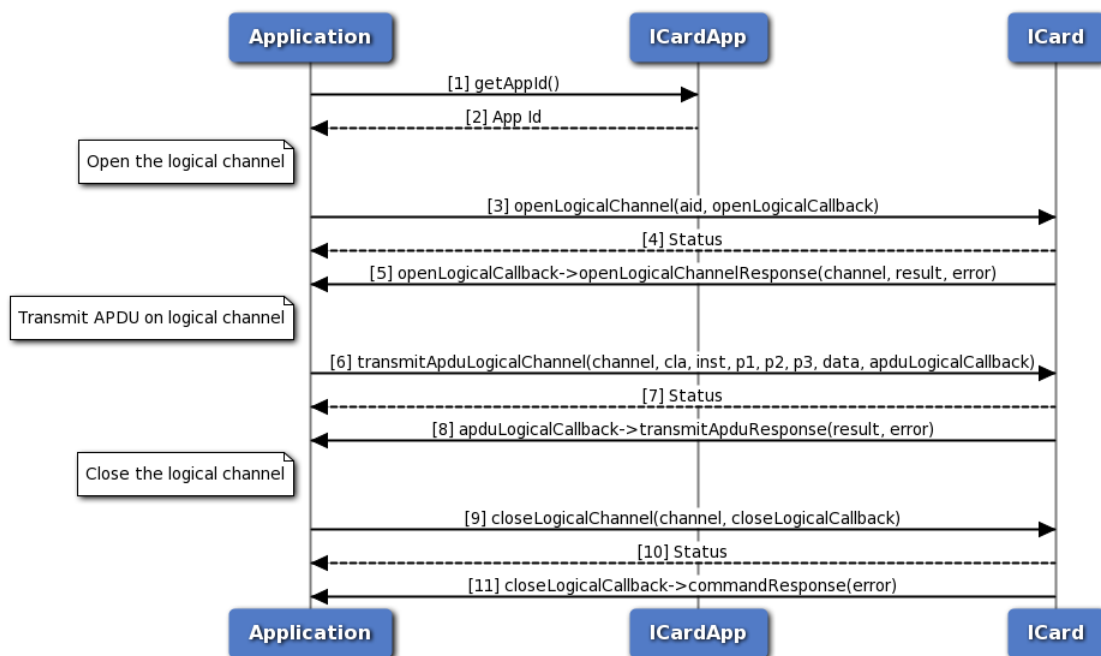 Application
ICardApp
ICard
[1] getAppId()
[2] App Id
Open the logical channel
[3] openLogicalChannel(aid, openLogicalCallback)
[4] Status
[5] openLogicalCallback->openLogicalChannelResponse(channel, result, error)
Transmit APDU on logical channel
[6] transmitApduLogicalChannel(channel, cla, inst, p1, p2, p3, data, apduLogicalCallback)
[7] Status
[8] apduLogicalCallback->transmitApduResponse(result, error)
Close the logical channel
[9] closeLogicalChannel(channel, closeLogicalCallback)
[10] Status
[11] closeLogicalCallback->commandResponse(error)
Application
ICardApp
ICard